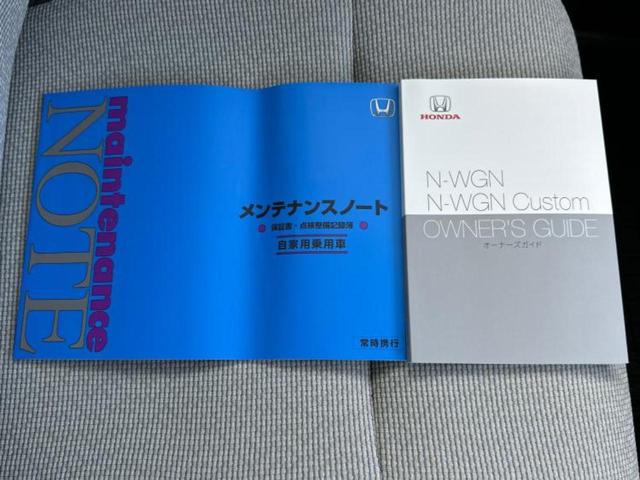 maintenance
NOTE
メンテナンスノート
保証書・点検整備記録簿
自家用乗用車
常時携行
HONDA
N-WGN
N-WGN Custom
OWNER'S GUIDE
オーナーズガイド